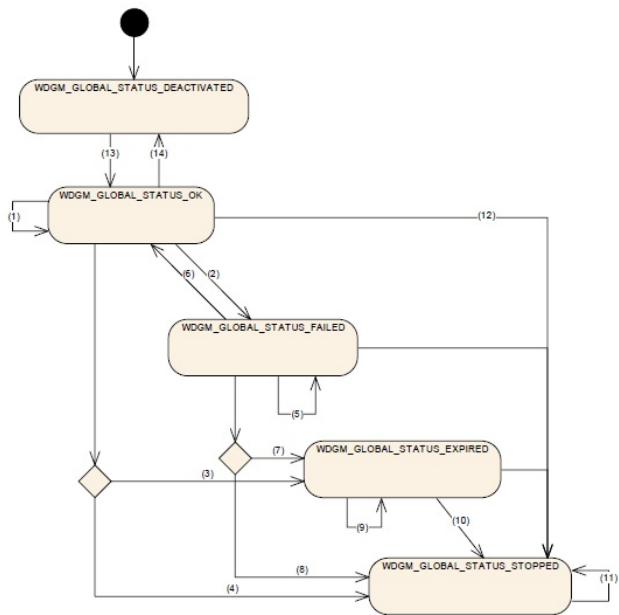 WDGM_GLOBAL_STATUS_DEACTIVATED
(13)
(14)
WDGM_GLOBAL_STATUS_OK
(1)
(12)
(6)
(2)
WDGM_GLOBAL_STATUS_FAILED
(5)
(7)
WDGM_GLOBAL_STATUS_EXPIRED
(3)
(9)
(10)
WDGM_GLOBAL_STATUS_STOPPED
(8)
(11)
(4)